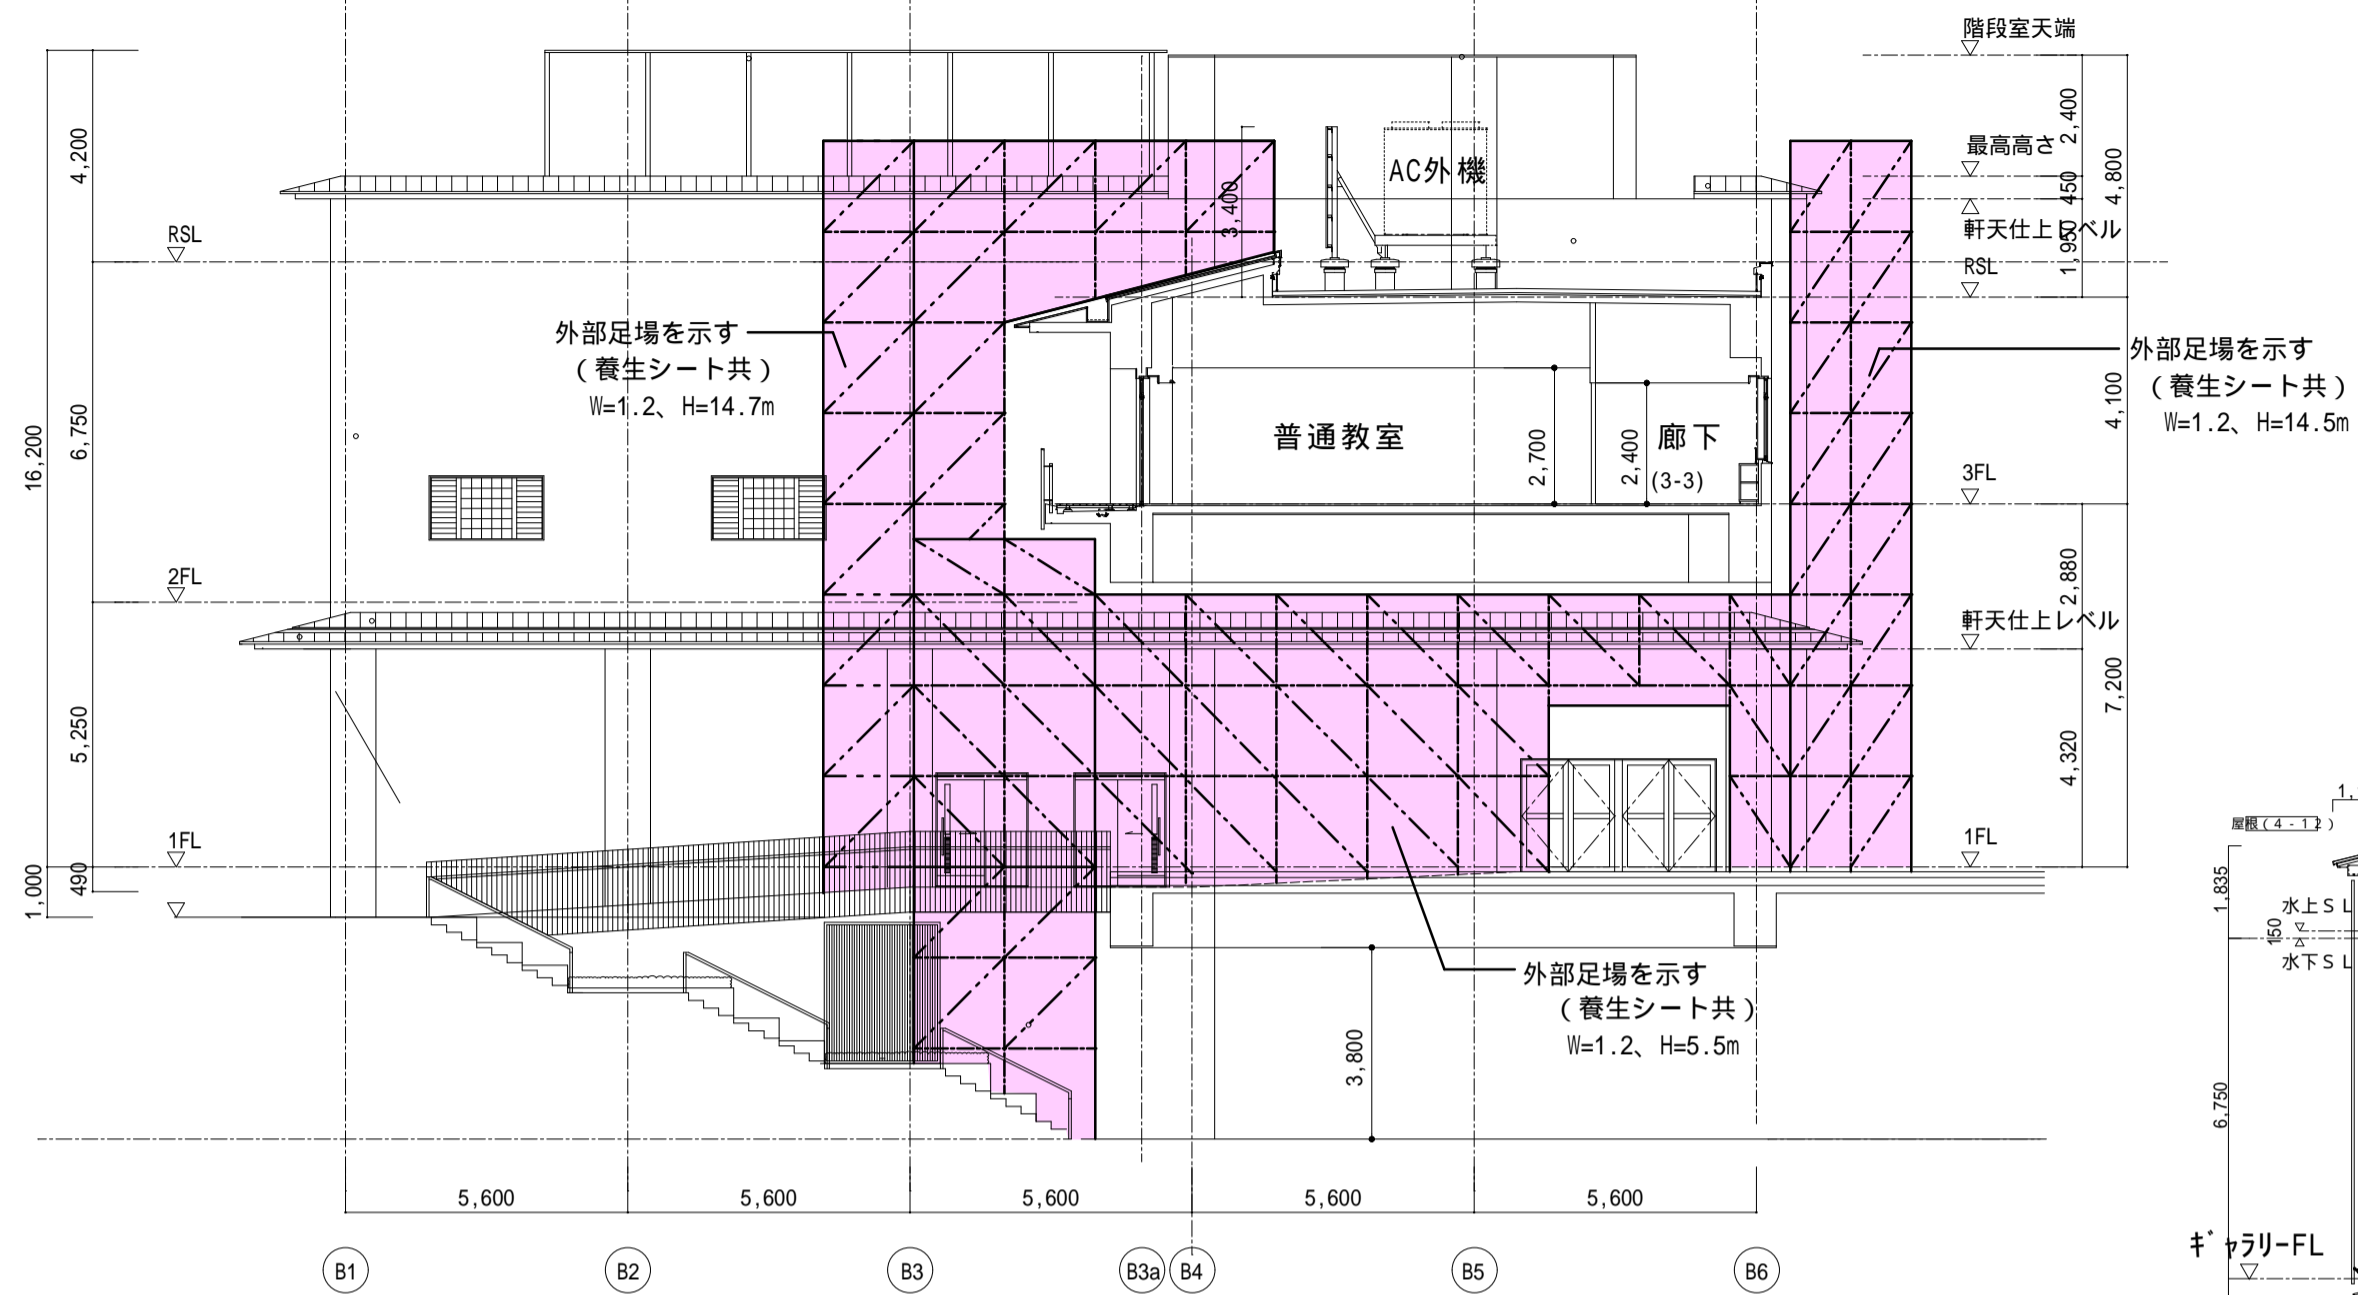 階段室天端
4,200
2,400
最高高さ
AC外機
4,800
450
3,400
軒天仕上レベル
1,950
RSL
RSL
外部足場を示す
(養生シート共)
W=1.2、H=14.7m
外部足場を示す
(養生シート共)
W=1.2、H=14.5m
16,200
6,750
4,100
普通教室
2,700
2,400
廊下
(3-3)
3FL
2FL
2,880
軒天仕上レベル
7,200
5,250
4,320
1FL
1FL
1,000
490
外部足場を示す
(養生シート共)
W=1.2、H=5.5m
3,800
屋根(4-12)
1,835
水上SL
150
水下SL
6,750
ギャラリーFL
5,600
5,600
5,600
5,600
5,600
B1
B2
B3
B3a
B4
B5
B6